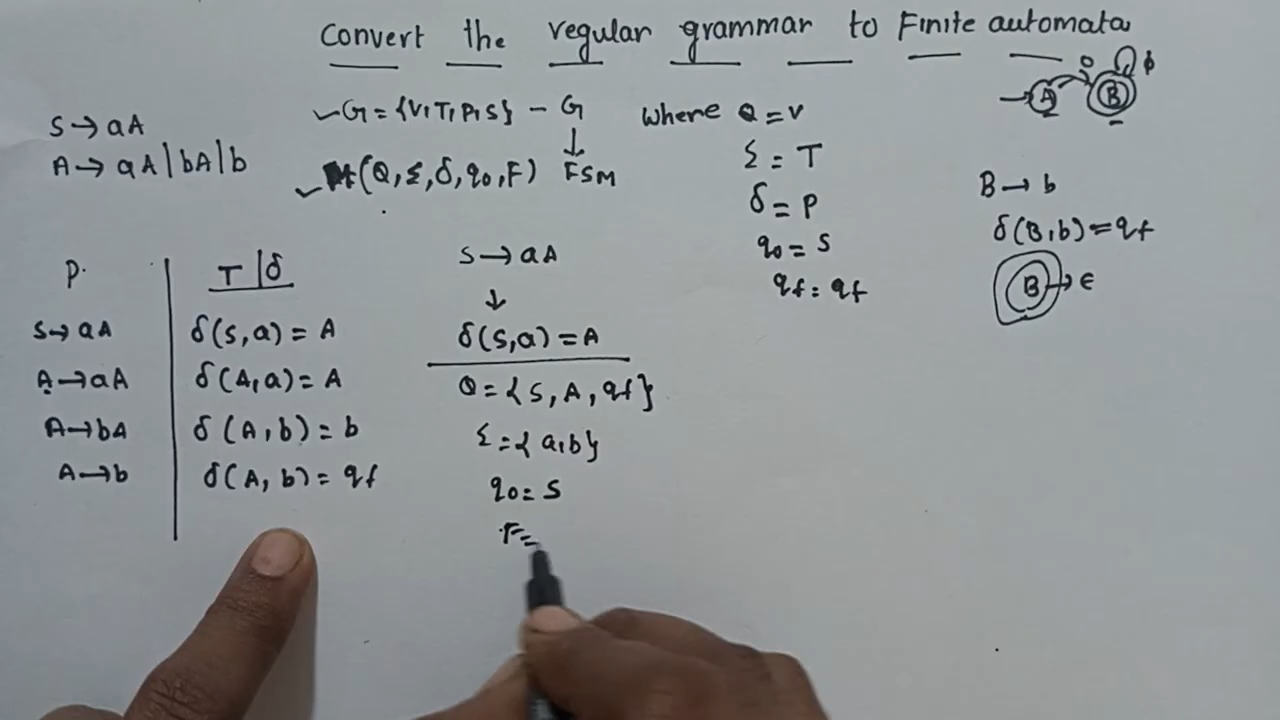 Convert the regular grammar to Finite automata
S → aA
A → aA | bA | b
G = {V, T, P, S} - G
↓
(Q, Σ, δ, q0, F) FSM
where Q = V
Σ = T
δ = P
q0 = S
qf = qf
A B 0
B → b
δ(B, b) = qf
B → ϵ
P.
S → aA
A → aA
A → bA
A → b
T | δ
δ(S, a) = A
δ(A, a) = A
δ(A, b) = b
δ(A, b) = qf
S → aA
↓
δ(S, a) = A
Q = {S, A, qf}
Σ = {a, b}
q0 = S
F =